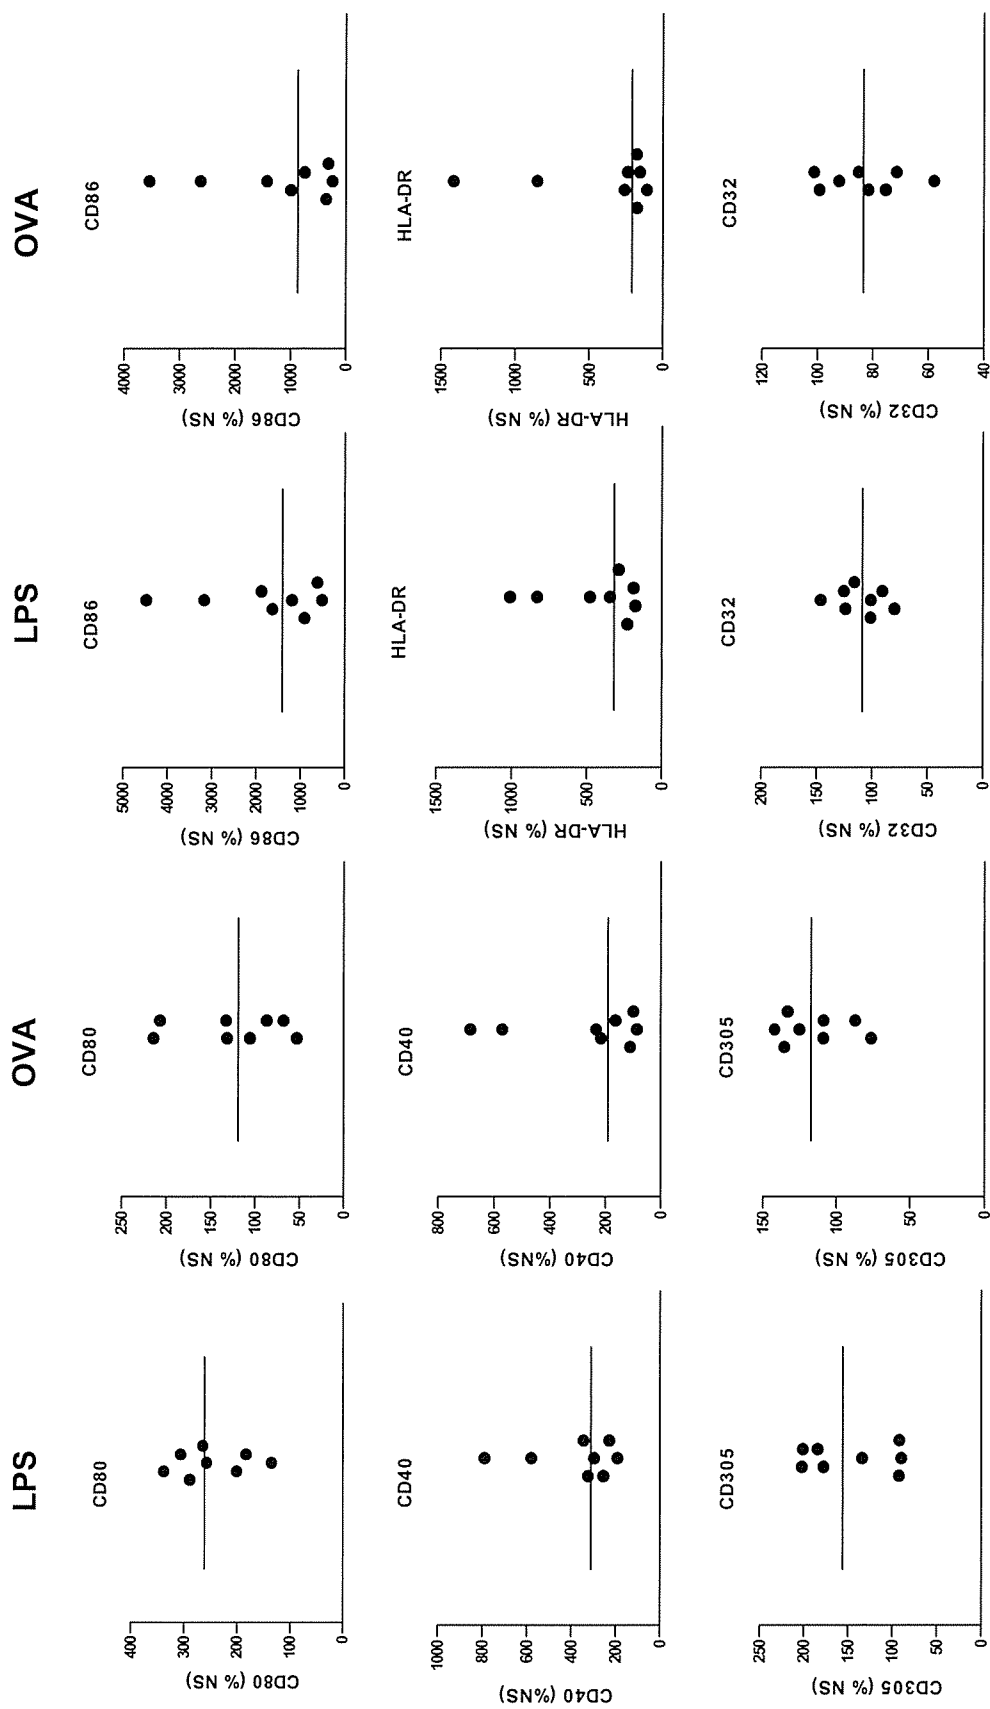 LPS
OVA
LPS
OVA
CD80
CD80
CD86
CD86
CD80 (% NS)
400
300
200
100
0
CD80 (% NS)
250
200
150
100
50
0
CD86 (% NS)
5000
4000
3000
2000
1000
0
CD86 (% NS)
4000
3000
2000
1000
0
CD40
CD40
HLA-DR
HLA-DR
CD40 (%NS)
1000
800
600
400
200
0
CD40 (%NS)
800
600
400
200
0
HLA-DR (% NS)
1500
1000
500
0
HLA-DR (% NS)
1500
1000
500
0
CD305
CD305
CD32
CD32
CD305 (% NS)
250
200
150
100
50
0
CD305 (% NS)
150
100
50
0
CD32 (% NS)
200
150
100
50
0
CD32 (% NS)
120
100
80
60
40